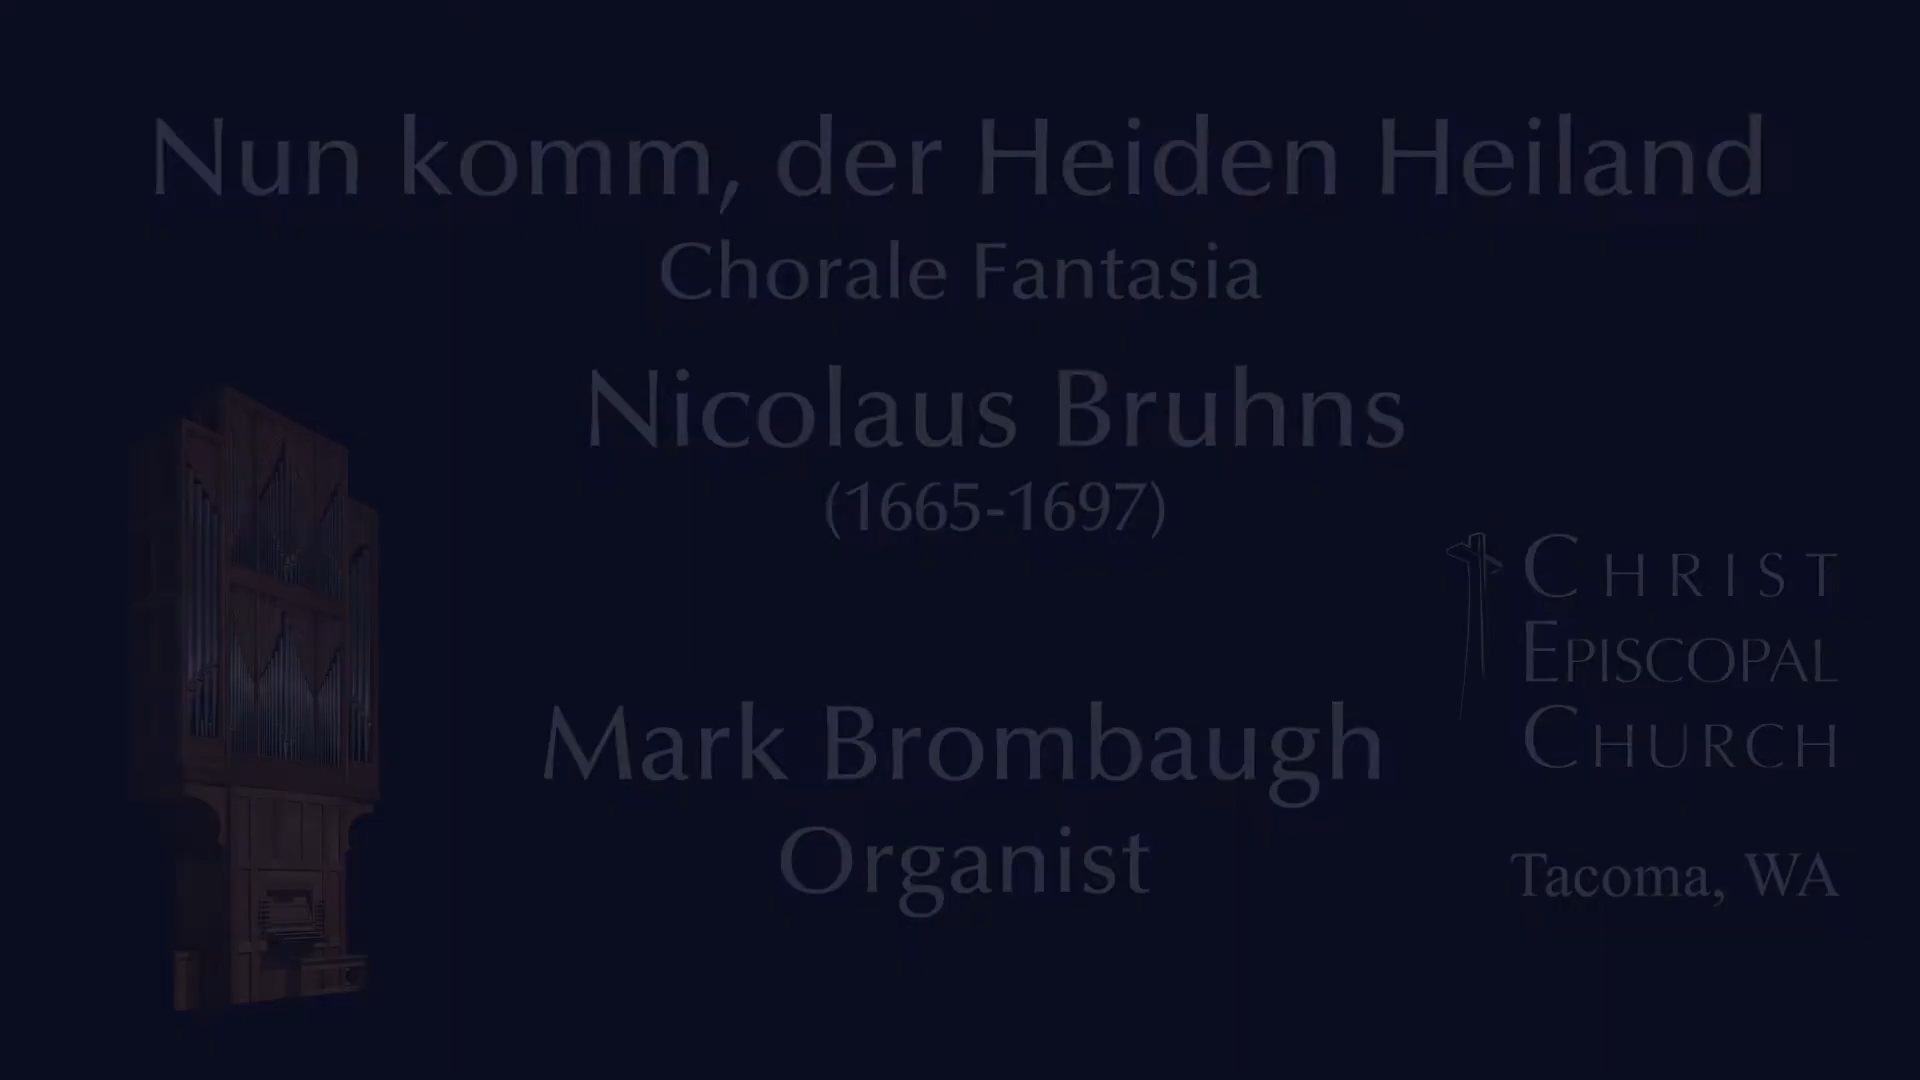 Nun komm, der Heiden Heiland
Chorale Fantasia
Nicolaus Bruhns
(1665-1697)
CHRIST
EPISCOPAL
CHURCH
Mark Brombaugh
Organist
Tacoma, WA